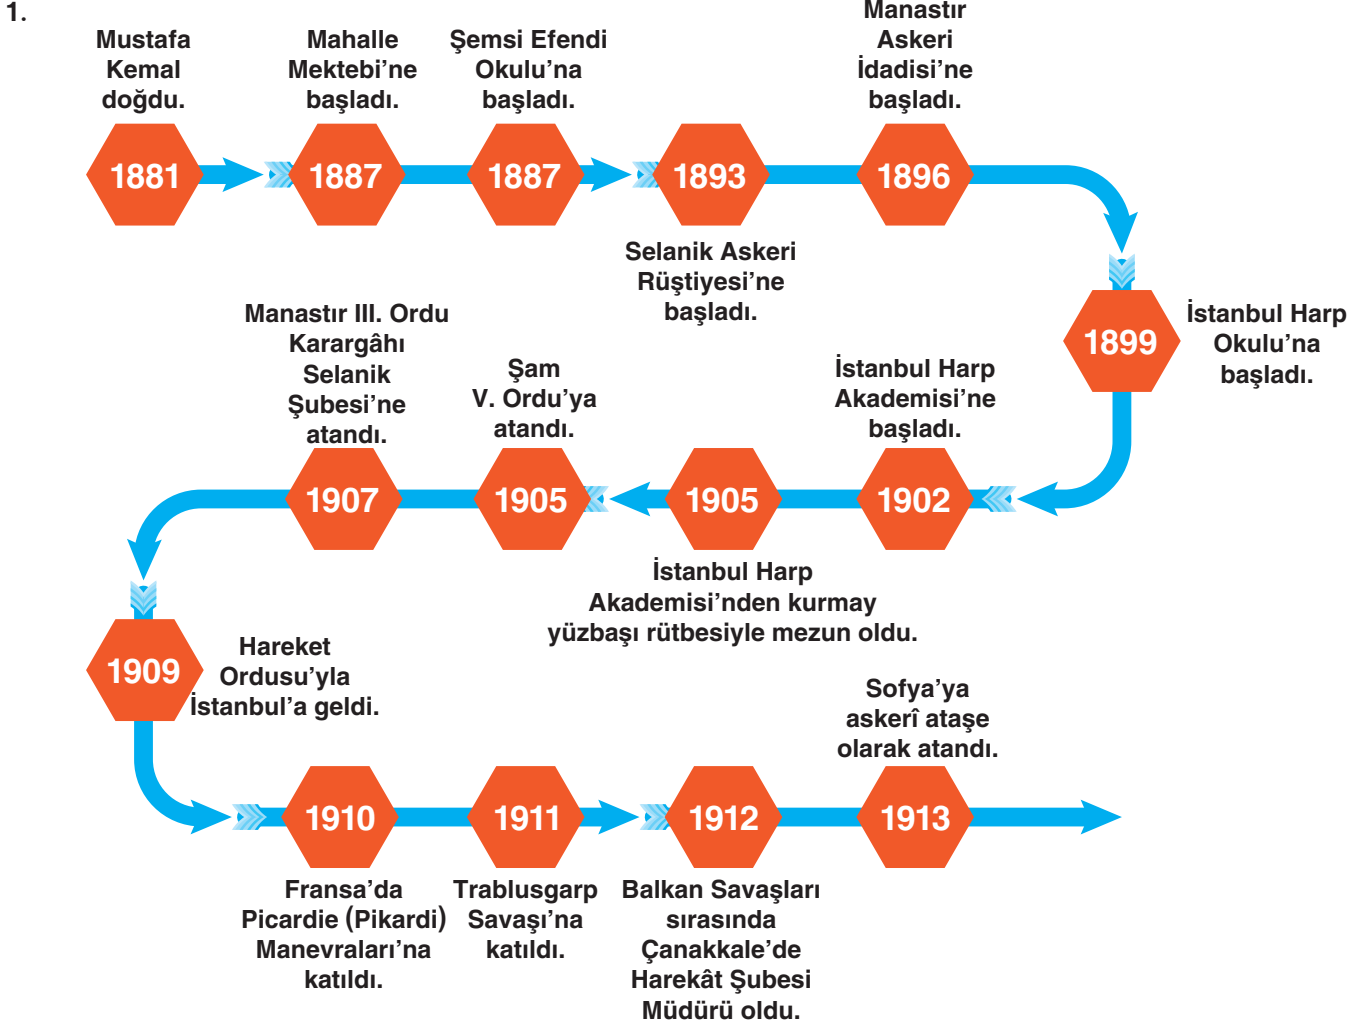 1.
Mustafa
Kemal
doğdu.
1881
Mahalle
Mektebi’ne
başladı.
1887
Şemsi Efendi
Okulu’na
başladı.
1887
1893
Selanik Askeri
Rüştiyesi’ne
başladı.
Manastır
Askeri
İdadisi’ne
başladı.
1896
1899
İstanbul Harp
Okulu’na
başladı.
İstanbul Harp
Akademisi’ne
başladı.
1902
1905
İstanbul Harp
Akademisi’nden kurmay
yüzbaşı rütbesiyle mezun oldu.
Şam
V. Ordu’ya
atandı.
1905
Manastır III. Ordu
Karargâhı
Selanik
Şubesi’ne
atandı.
1907
1909
Hareket
Ordusu’yla
İstanbul’a geldi.
1910
Fransa’da
Picardie (Pikardi)
Manevraları’na
katıldı.
1911
Trablusgarp
Savaşı’na
katıldı.
1912
Balkan Savaşları
sırasında
Çanakkale’de
Harekât Şubesi
Müdürü oldu.
Sofya’ya
askerî ataşe
olarak atandı.
1913